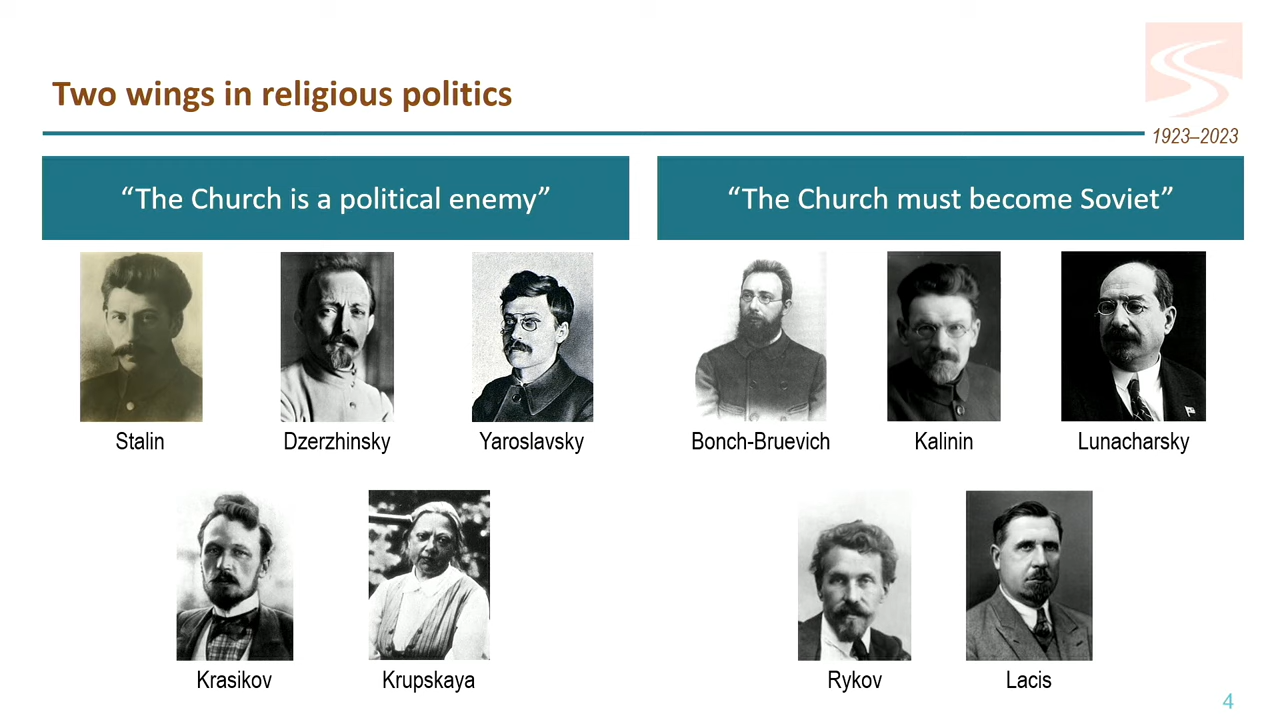 Two wings in religious politics
1923–2023
“The Church is a political enemy”
Stalin
Dzerzhinsky
Yaroslavsky
Krasikov
Krupskaya
“The Church must become Soviet”
Bonch-Bruevich
Kalinin
Lunacharsky
Rykov
Lacis
4